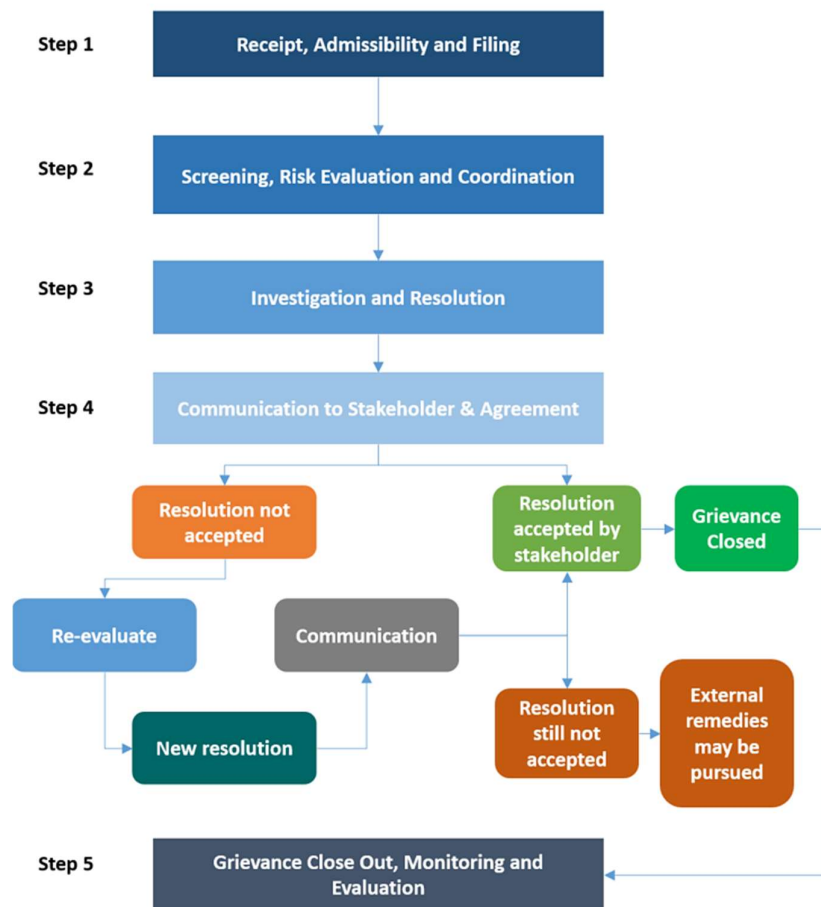 Step 1
Receipt, Admissibility and Filing
Step 2
Screening, Risk Evaluation and Coordination
Step 3
Investigation and Resolution
Step 4
Communication to Stakeholder & Agreement
Resolution not
accepted
Resolution
accepted by
stakeholder
Grievance
Closed
Re-evaluate
Communication
New resolution
Resolution
still not
accepted
External
remedies
may be
pursued
Step 5
Grievance Close Out, Monitoring and
Evaluation